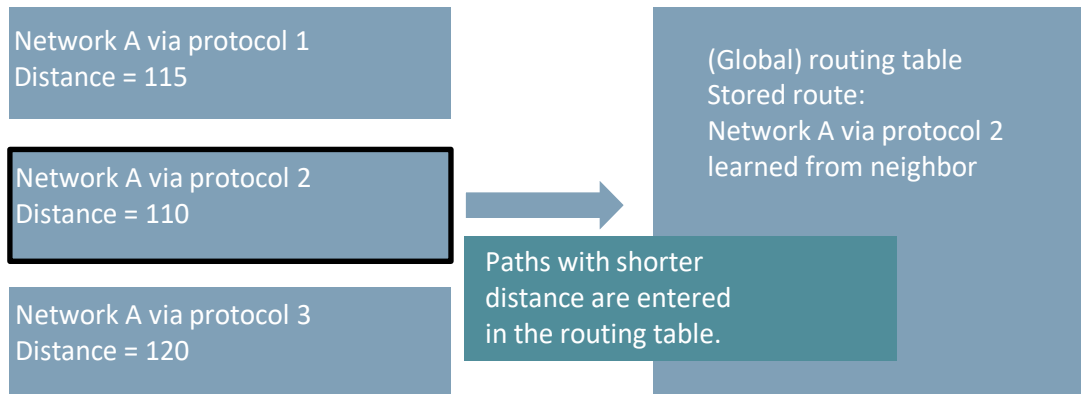 Network A via protocol 1
Distance = 115
Network A via protocol 2
Distance = 110
Network A via protocol 3
Distance = 120
Paths with shorter
distance are entered
in the routing table.
(Global) routing table
Stored route:
Network A via protocol 2
learned from neighbor